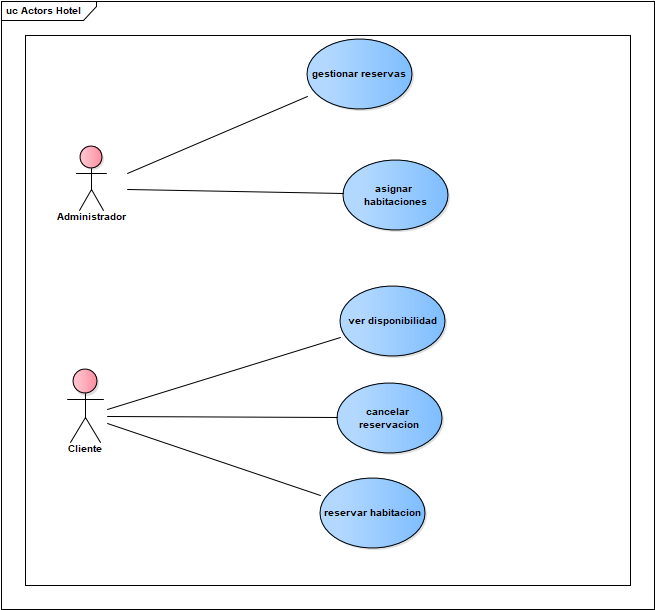 uc Actors Hotel
gestionar reservas
asignar
habitaciones
Administrador
ver disponibilidad
cancelar
reservacion
Cliente
reservar habitacion